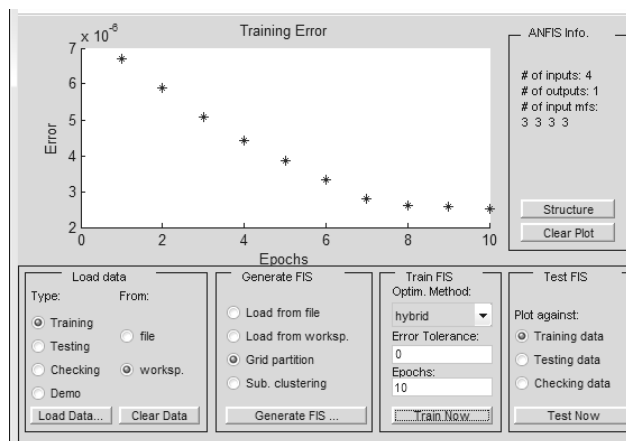 Training Error
x 10^-6
7
6
5
4
3
2
Error
0 2 4 6 8 10
Epochs
ANFIS Info.
# of inputs: 4
# of outputs: 1
# of input mfs:
3 3 3 3
Structure
Clear Plot
Load data
Type: From:
Training
Testing
Checking
Demo
file
worksp.
Load Data... Clear Data
Generate FIS
Load from file
Load from worksp.
Grid partition
Sub. clustering
Generate FIS ...
Train FIS
Optim. Method:
hybrid
Error Tolerance:
0
Epochs:
10
Train Now
Test FIS
Plot against:
Training data
Testing data
Checking data
Test Now